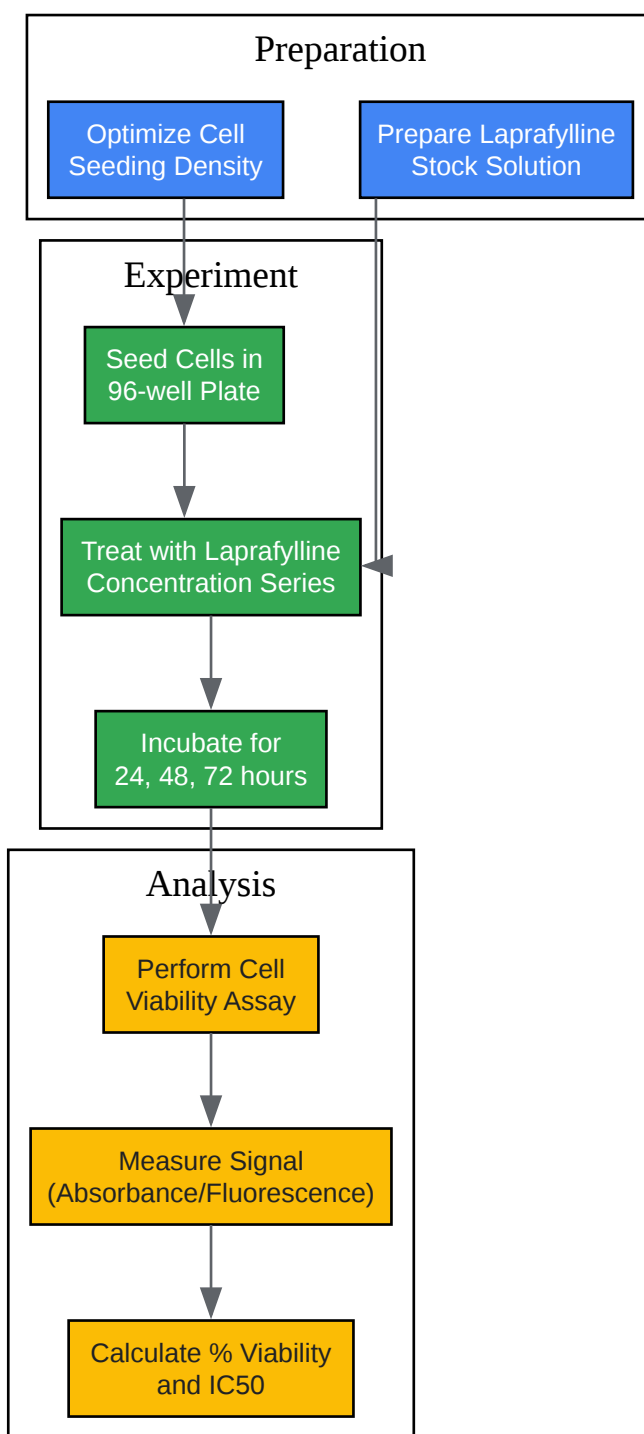 Preparation
Optimize Cell
Seeding Density
Prepare Laprafylline
Stock Solution
Experiment
Seed Cells in
96-well Plate
Treat with Laprafylline
Concentration Series
Incubate for
24, 48, 72 hours
Analysis
Perform Cell
Viability Assay
Measure Signal
(Absorbance/Fluorescence)
Calculate % Viability
and IC50